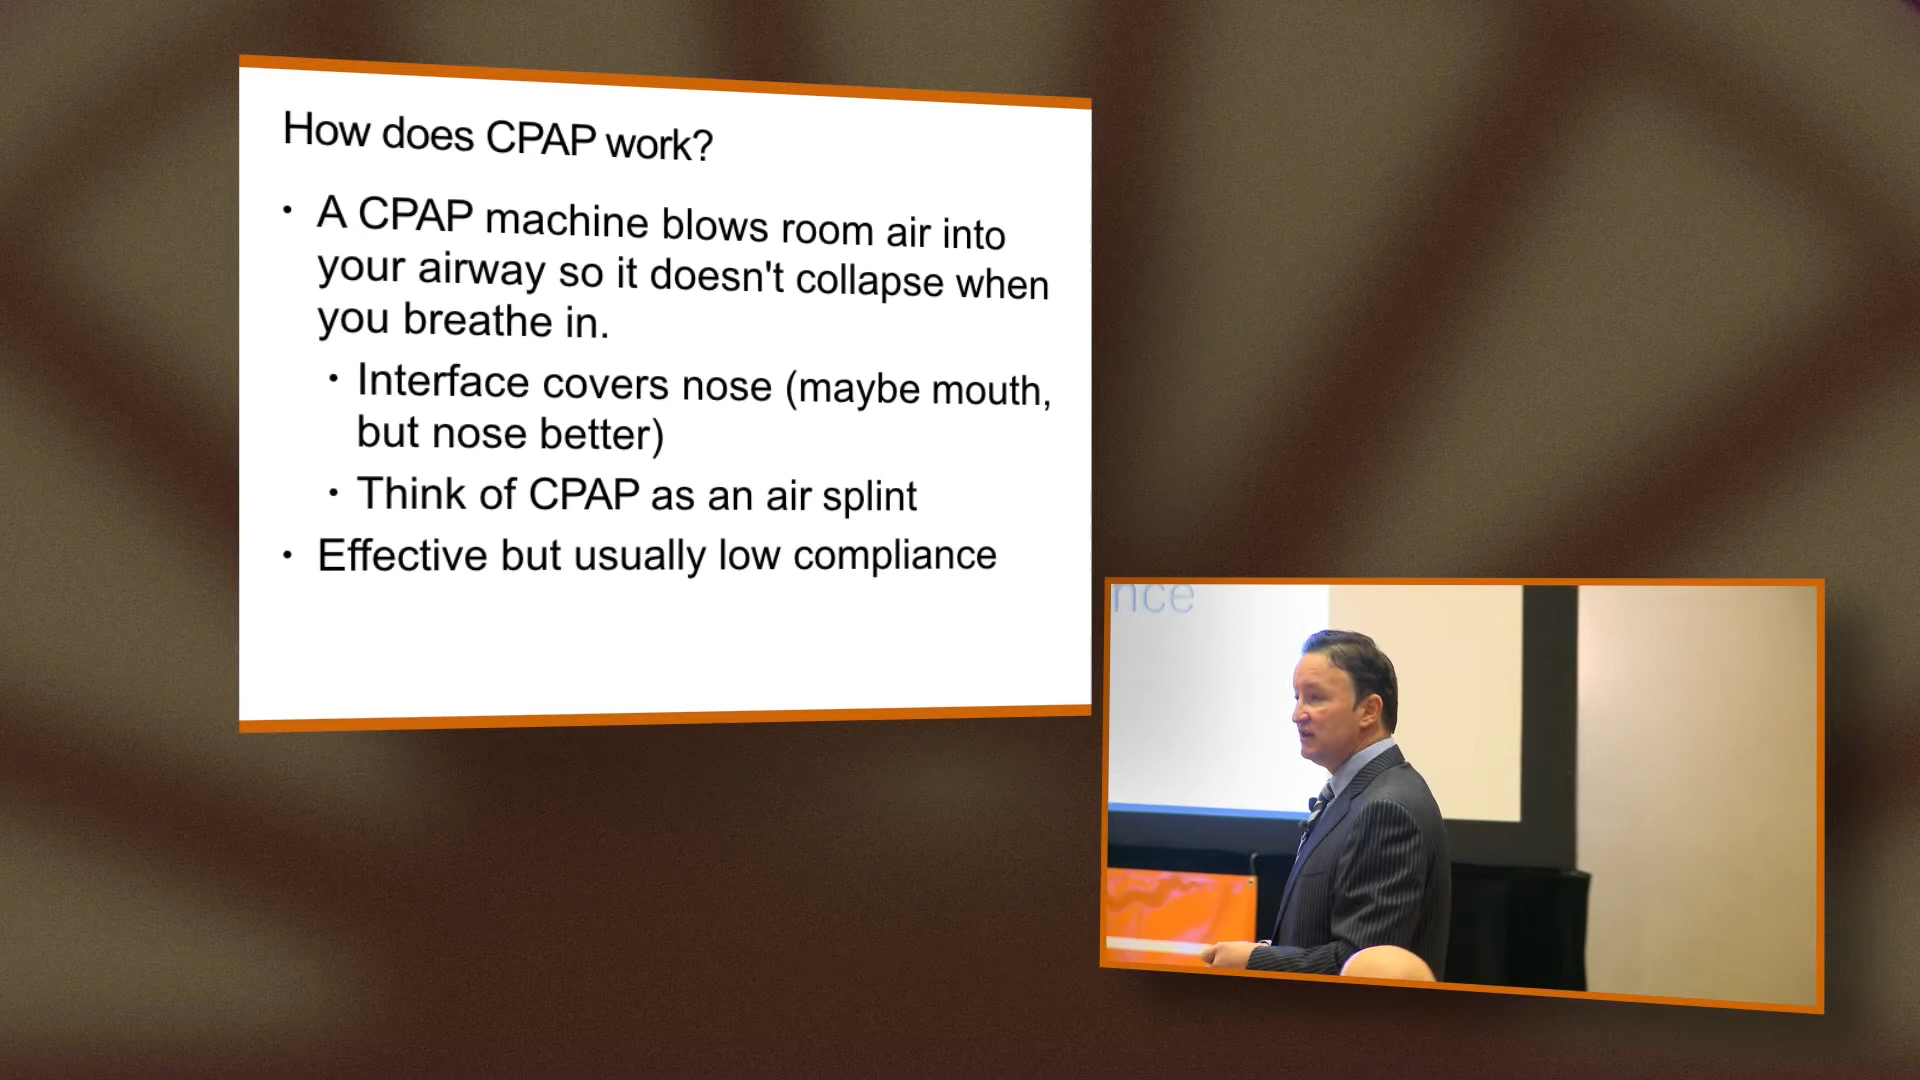 How does CPAP work?
• A CPAP machine blows room air into
your airway so it doesn't collapse when
you breathe in.
• Interface covers nose (maybe mouth,
but nose better)
• Think of CPAP as an air splint
• Effective but usually low compliance
nce